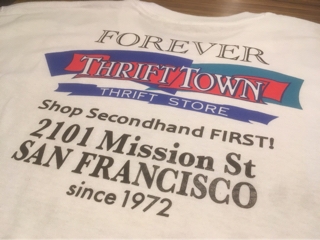 FOREVER
THRIFT TOWN
THRIFT STORE
Shop Secondhand FIRST!
2101 Mission St
SAN FRANCISCO
since 1972